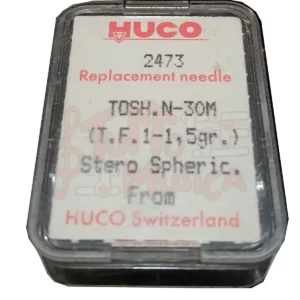 HUCO
2473
Replacement needle
TOSH.N-30M
(T.F.1-1,5gr.)
Stero Spheric.
From
HUCO Switzerland